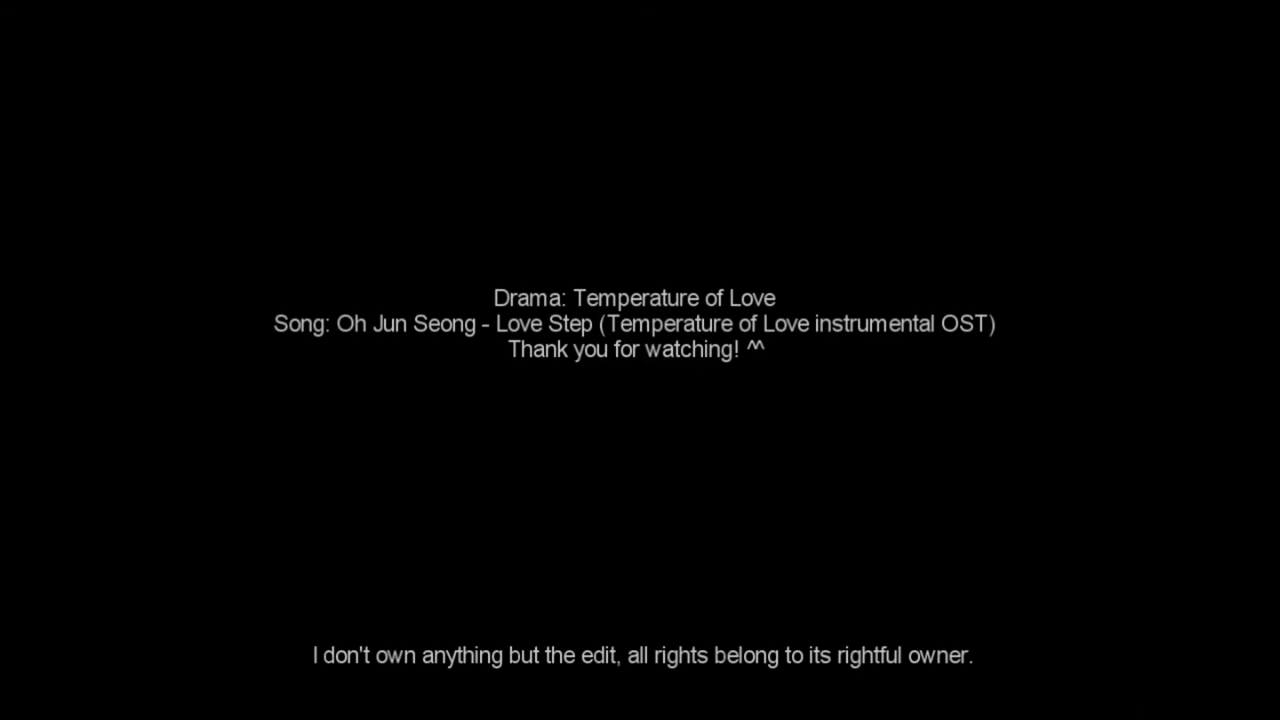 Drama: Temperature of Love
Song: Oh Jun Seong - Love Step (Temperature of Love instrumental OST)
Thank you for watching! ^^
I don't own anything but the edit, all rights belong to its rightful owner.